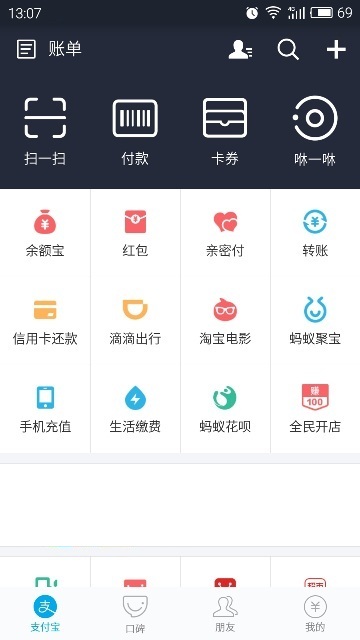 13:07
4G
69
账单
扫一扫
付款
卡券
咻一咻
余额宝
红包
亲密付
转账
信用卡还款
滴滴出行
淘宝电影
蚂蚁聚宝
赚
100
手机充值
生活缴费
蚂蚁花呗
全民开店
支
支付宝
口碑
朋友
我的